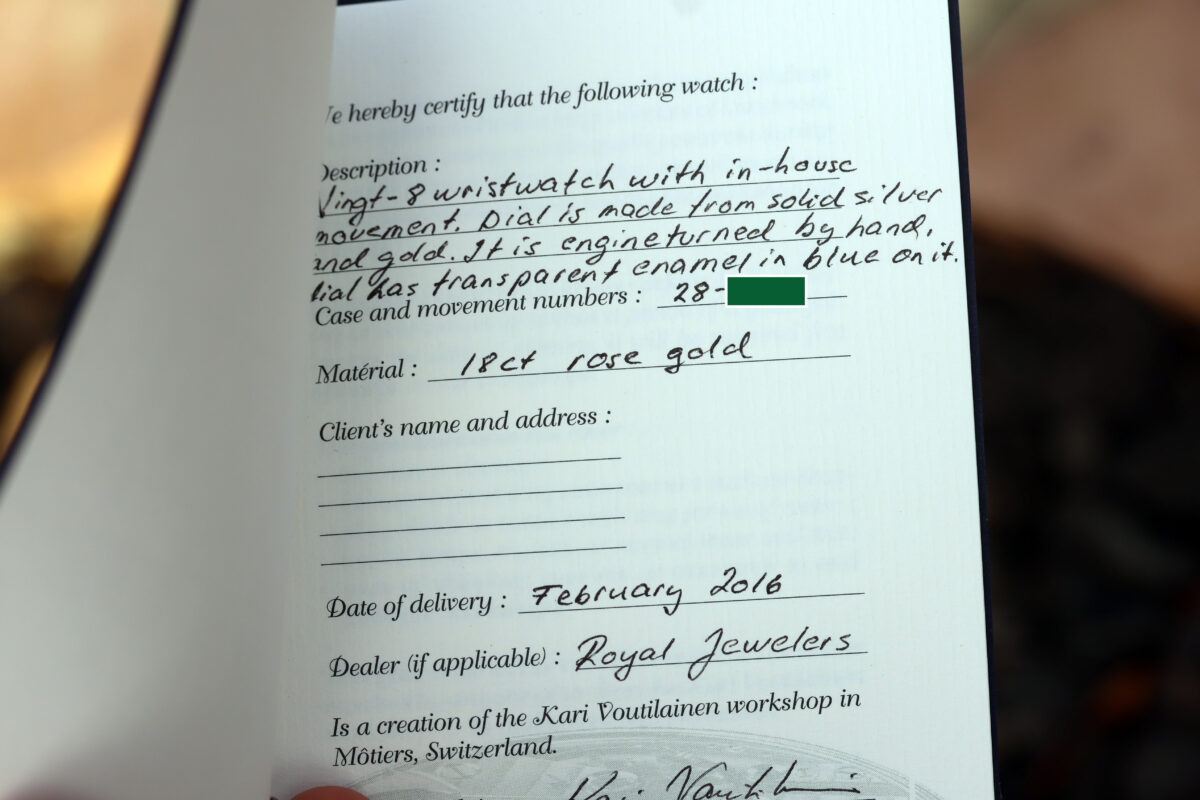 We hereby certify that the following watch :
Description :
Vingt-8 wristwatch with in-house
movement. Dial is made from solid silver
and gold. It is engineturned by hand,
dial has transparent enamel in blue on it.
Case and movement numbers : 28-
Matérial : 18ct rose gold
Client's name and address :
Date of delivery : February 2016
Dealer (if applicable) : Royal Jewelers
Is a creation of the Kari Voutilainen workshop in
Môtiers, Switzerland.
Kari Voutilainen